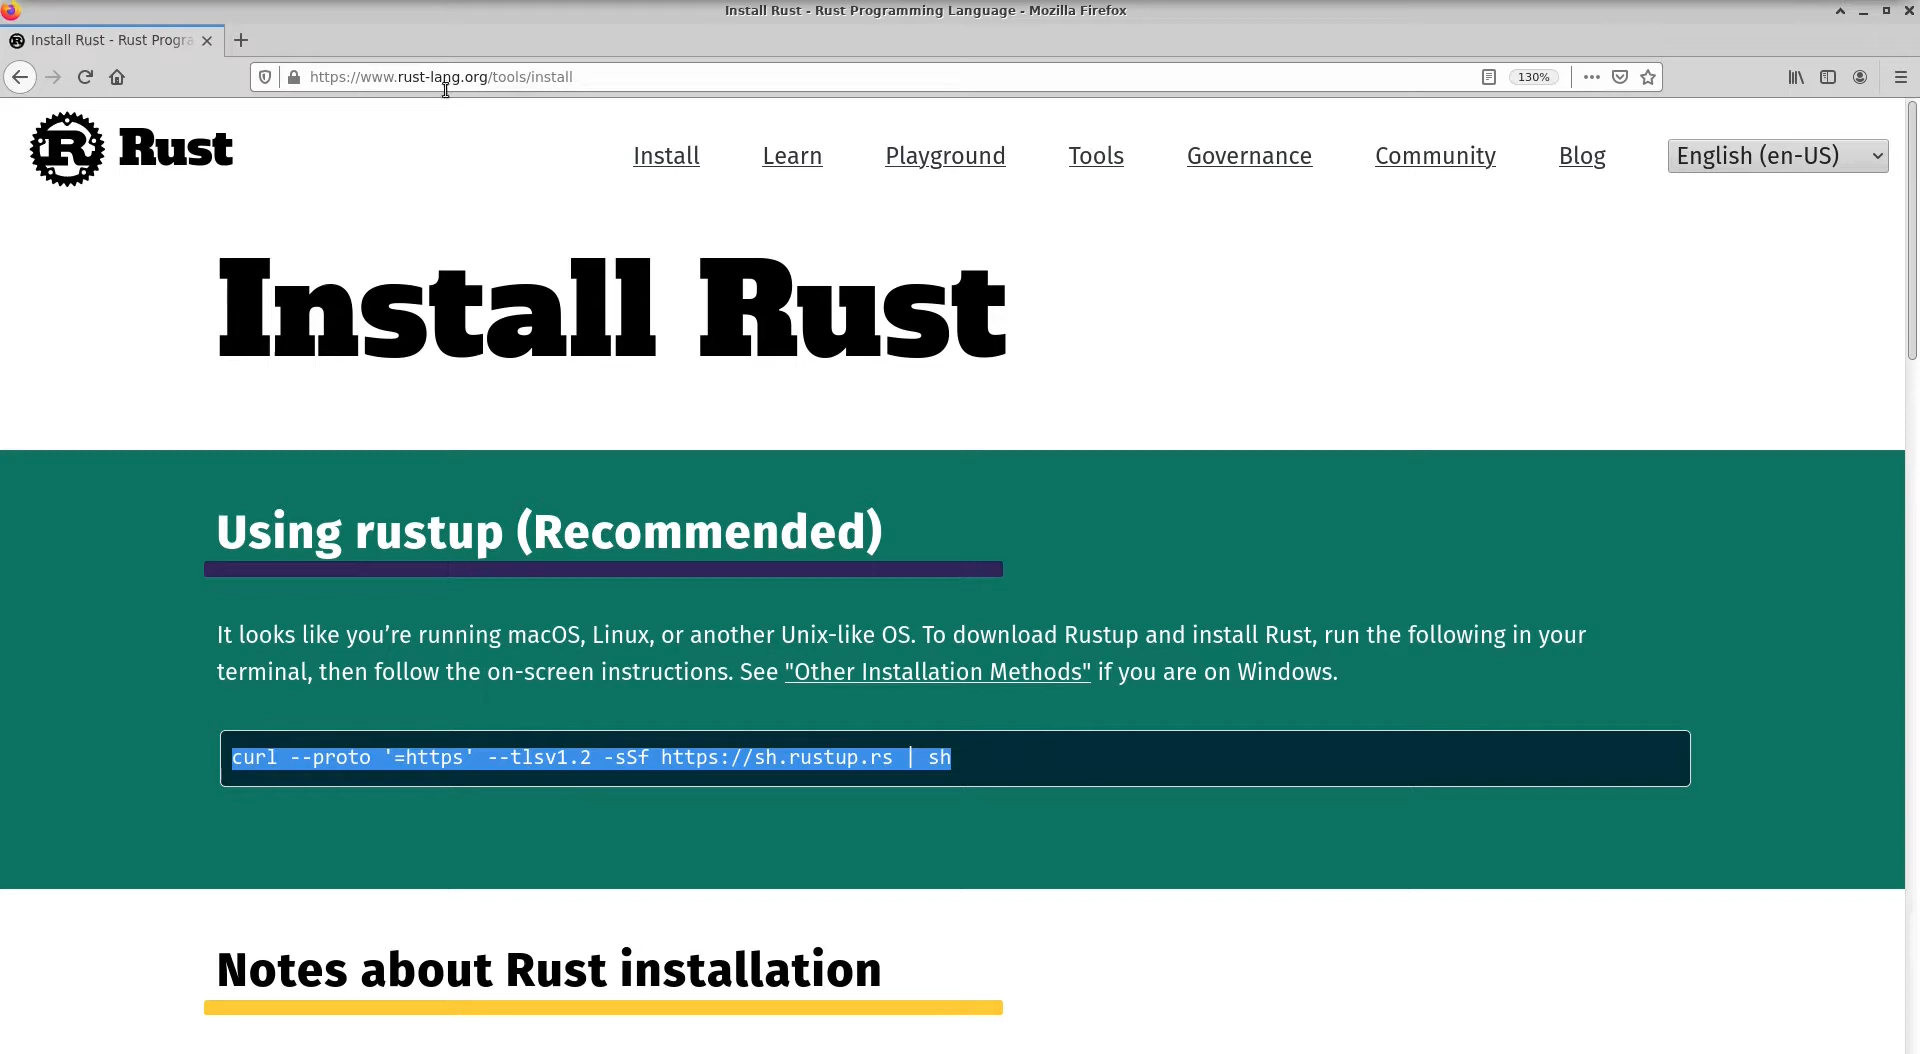 Install Rust - Rust Programming Language - Mozilla Firefox
Install Rust - Rust Progra
https://www.rust-lang.org/tools/install
130%
Rust
Install Learn Playground Tools Governance Community Blog English (en-US)
Install Rust
Using rustup (Recommended)
It looks like you’re running macOS, Linux, or another Unix-like OS. To download Rustup and install Rust, run the following in your
terminal, then follow the on-screen instructions. See "Other Installation Methods" if you are on Windows.
curl --proto '=https' --tlsv1.2 -sSf https://sh.rustup.rs | sh
Notes about Rust installation